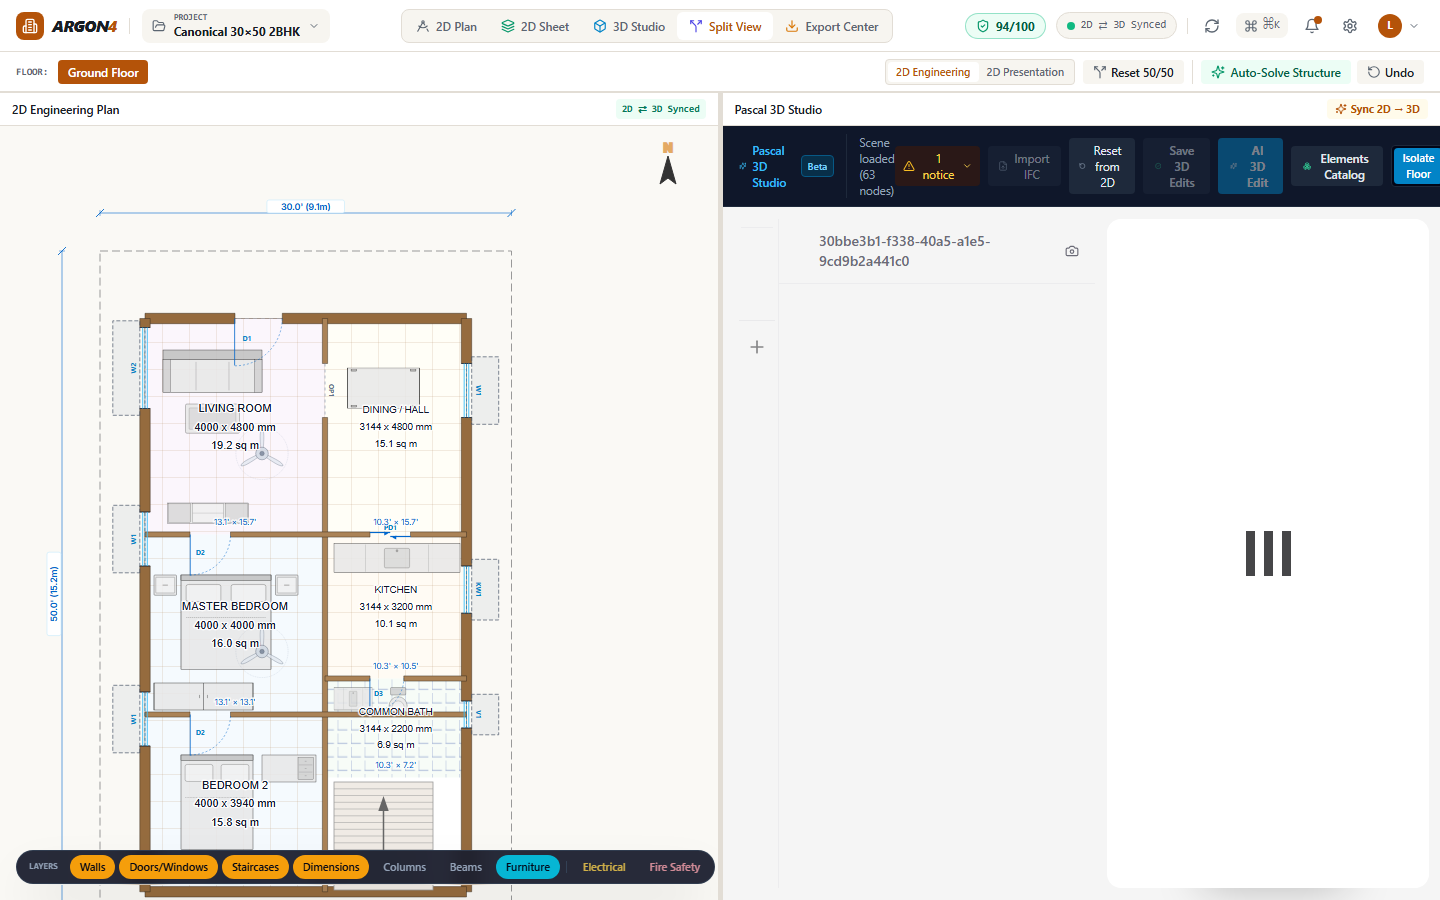 ARGON4
PROJECT
Canonical 30×50 2BHK
2D Plan
2D Sheet
3D Studio
Split View
Export Center
94/100
2D ⇄ 3D Synced
⌘K
L
FLOOR:
Ground Floor
2D Engineering
2D Presentation
Reset 50/50
Auto-Solve Structure
Undo
2D Engineering Plan
2D ⇄ 3D Synced
Pascal 3D Studio
Sync 2D → 3D
Pascal
3D
Studio
Beta
Scene
loaded
(63
nodes)
1
notice
Import
IFC
Reset
from
2D
Save
3D
Edits
AI
3D
Edit
Elements
Catalog
Isolate
Floor
30bbe3b1-f338-40a5-a1e5-
9cd9b2a441c0
N
30.0' (9.1m)
50.0' (15.2m)
W2
D1
OP1
W1
LIVING ROOM
4000 x 4800 mm
19.2 sq m
DINING / HALL
3144 x 4800 mm
15.1 sq m
13.1' × 15.7'
10.3' × 15.7'
PD1
W1
D2
KW1
KITCHEN
3144 x 3200 mm
10.1 sq m
MASTER BEDROOM
4000 x 4000 mm
16.0 sq m
10.3' × 10.5'
13.1' × 13.1'
D3
W1
V1
COMMON BATH
3144 x 2200 mm
6.9 sq m
10.3' × 7.2'
D2
BEDROOM 2
4000 x 3940 mm
15.8 sq m
LAYERS
Walls
Doors/Windows
Staircases
Dimensions
Columns
Beams
Furniture
Electrical
Fire Safety